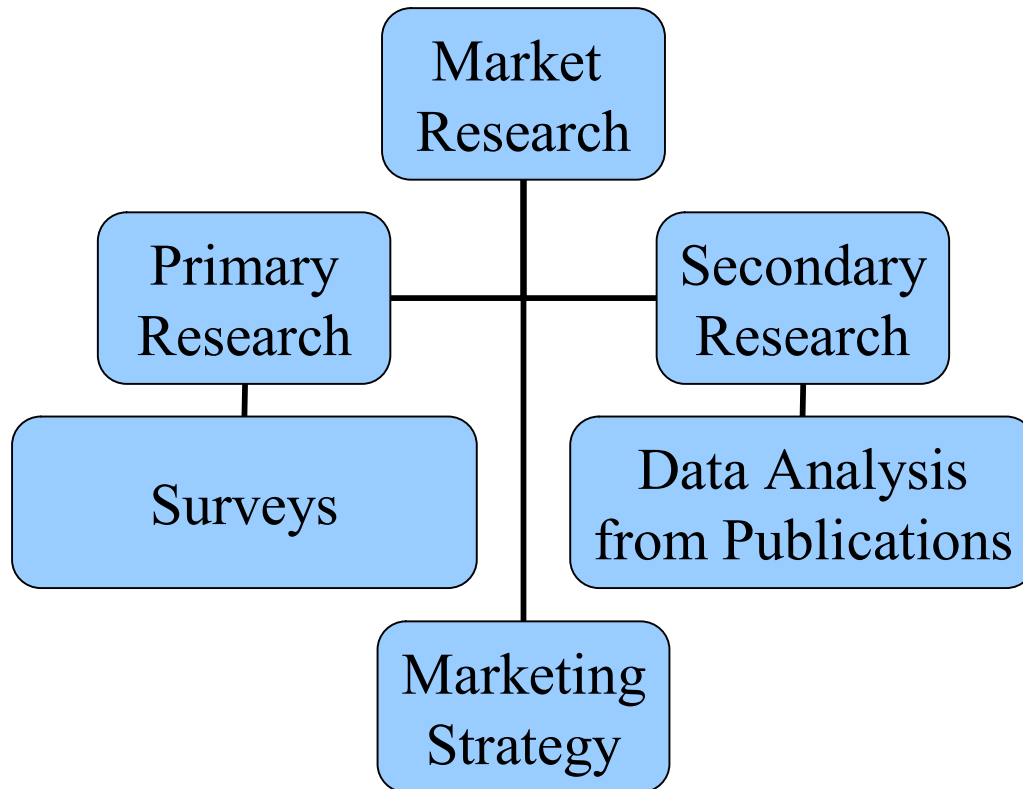 Market
Research
Primary
Research
Secondary
Research
Surveys
Data Analysis
from Publications
Marketing
Strategy